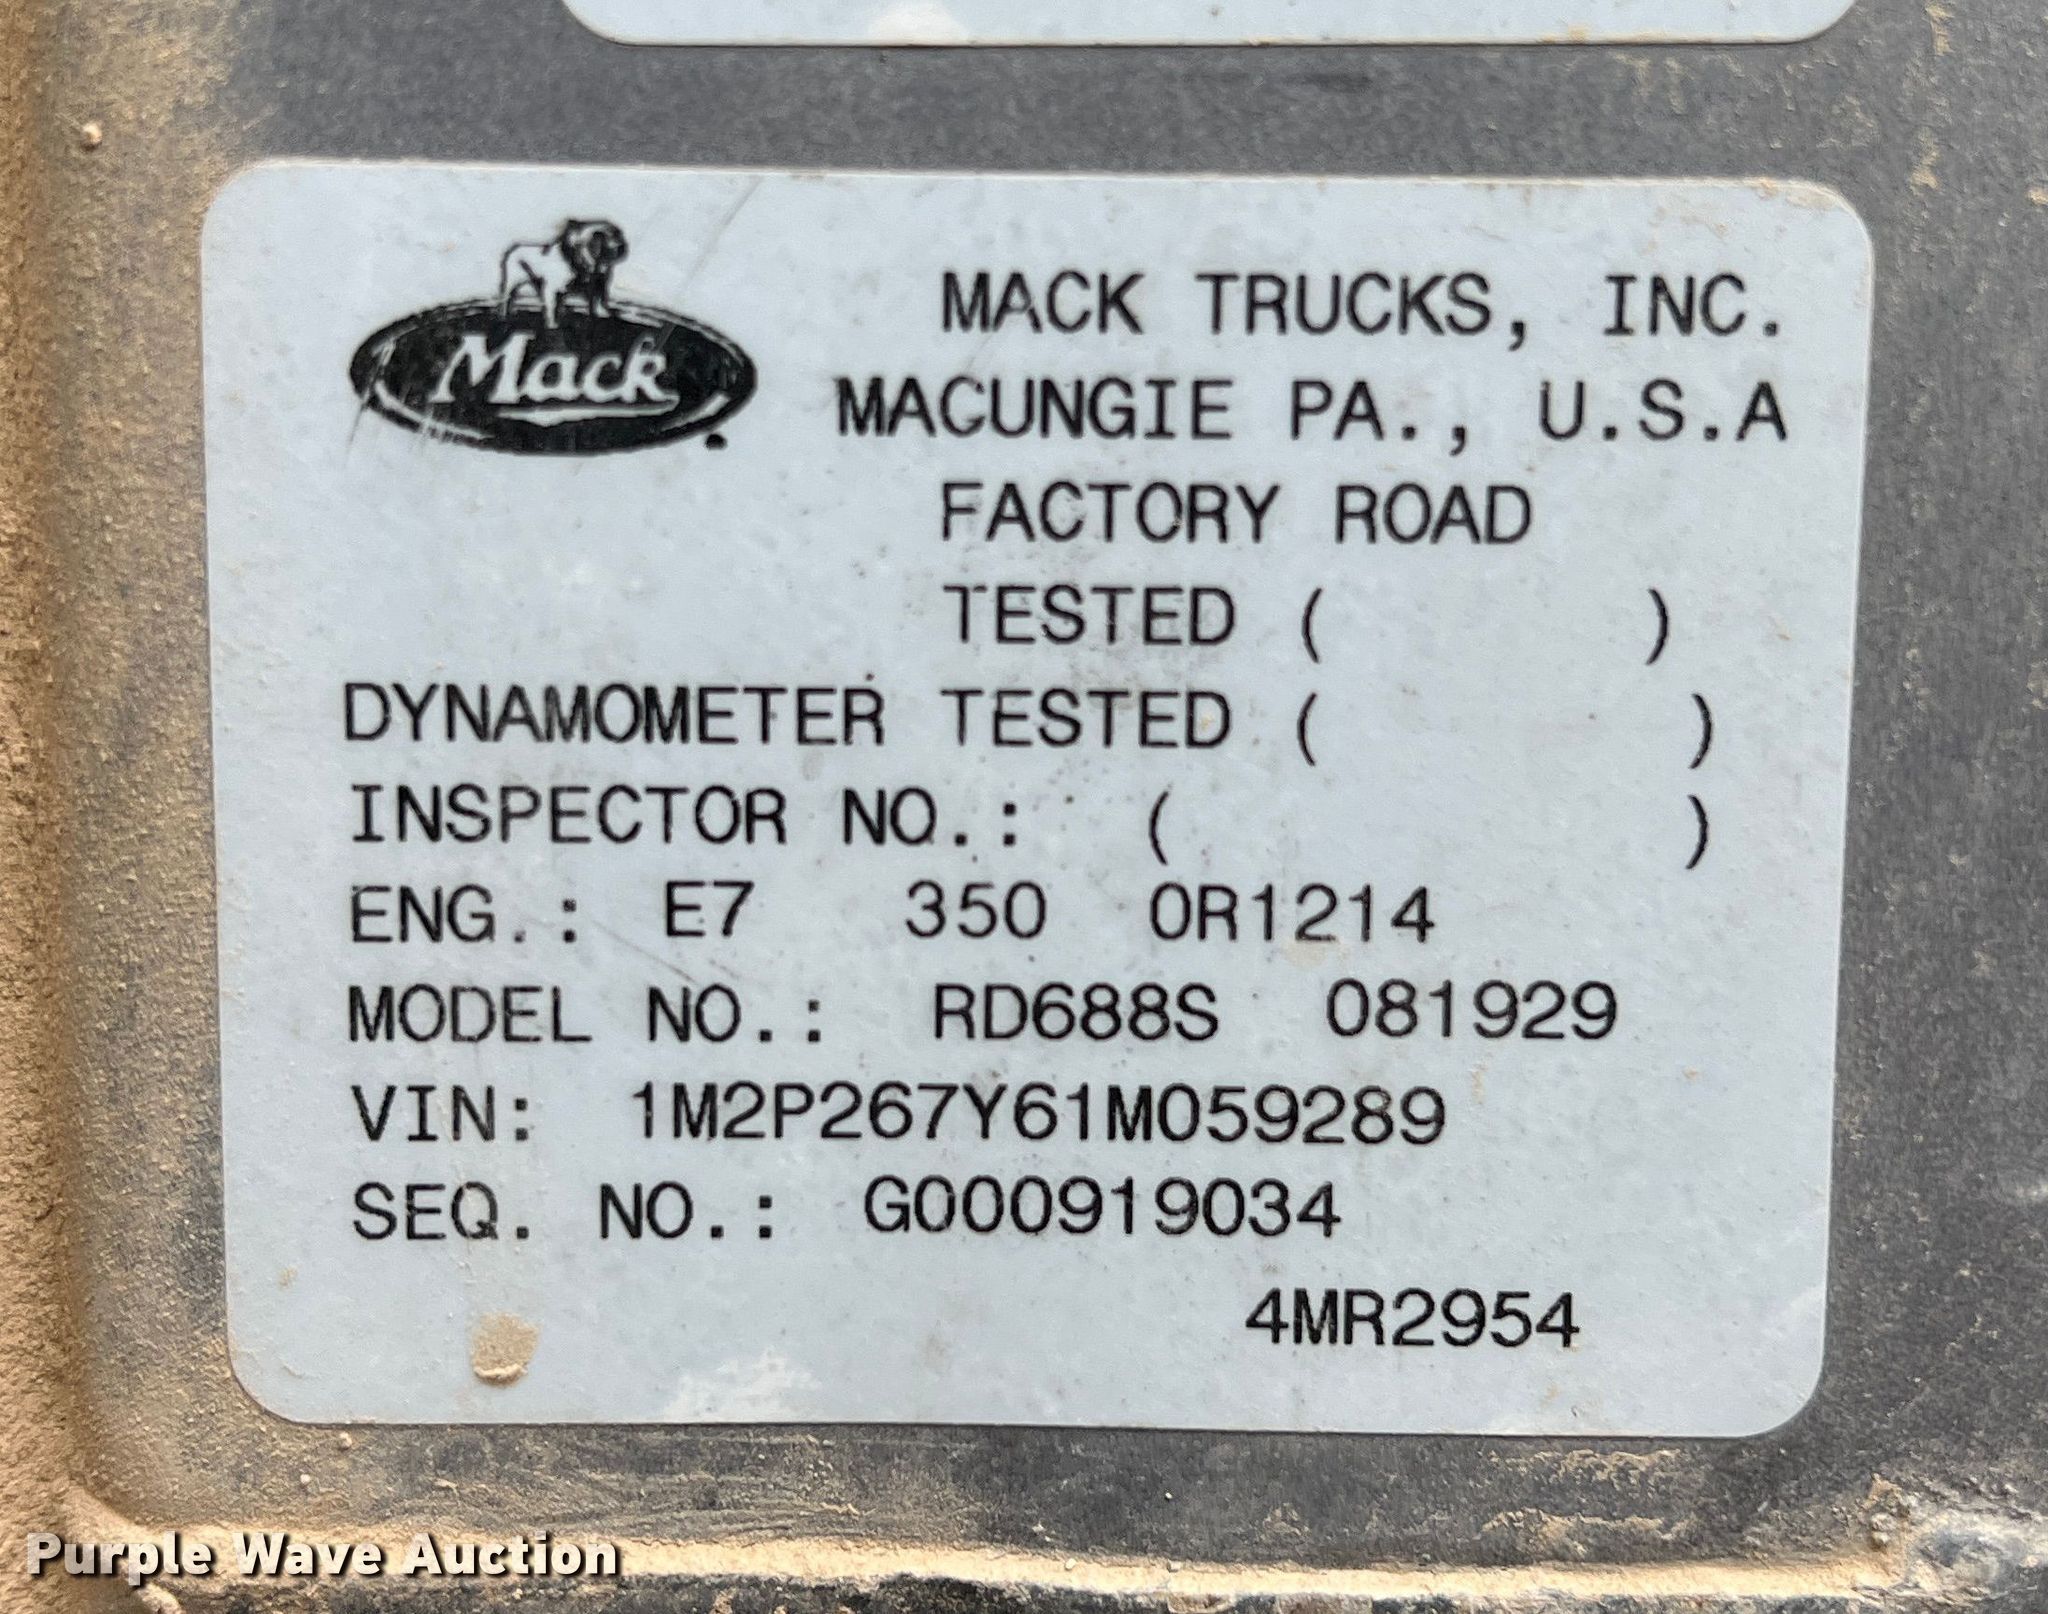 Mack
MACK TRUCKS, INC.
MACUNGIE PA., U.S.A
FACTORY ROAD
TESTED ( )
DYNAMOMETER TESTED ( )
INSPECTOR NO.: ( )
ENG.: E7 350 0R1214
MODEL NO.: RD688S 081929
VIN: 1M2P267Y61M059289
SEQ. NO.: G000919034
4MR2954
Purple Wave Auction